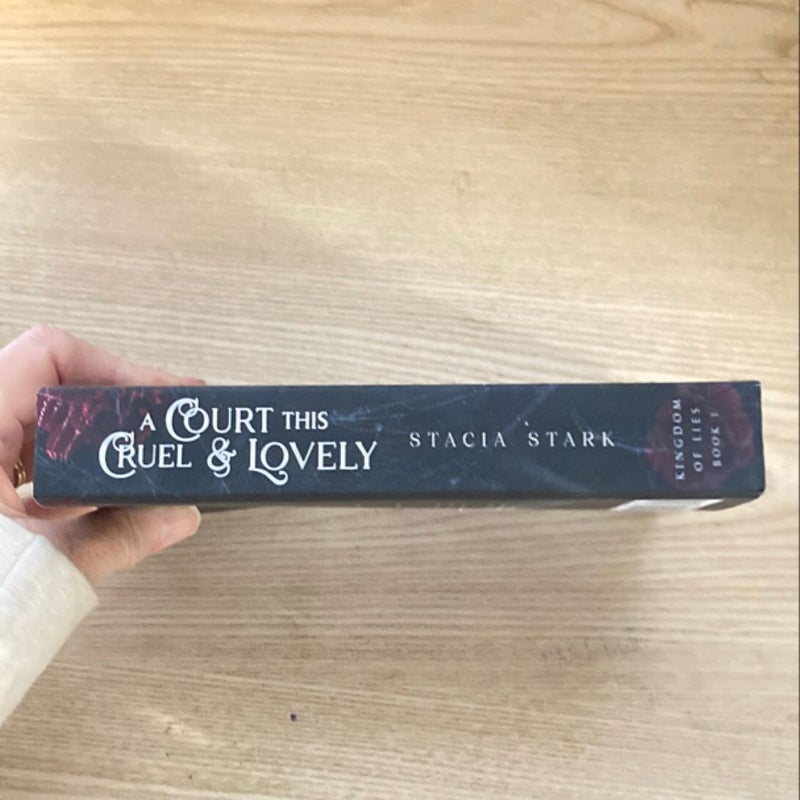 A COURT THIS
CRUEL & LOVELY
STACIA STARK
KINGDOM
OF LIES
BOOK 1